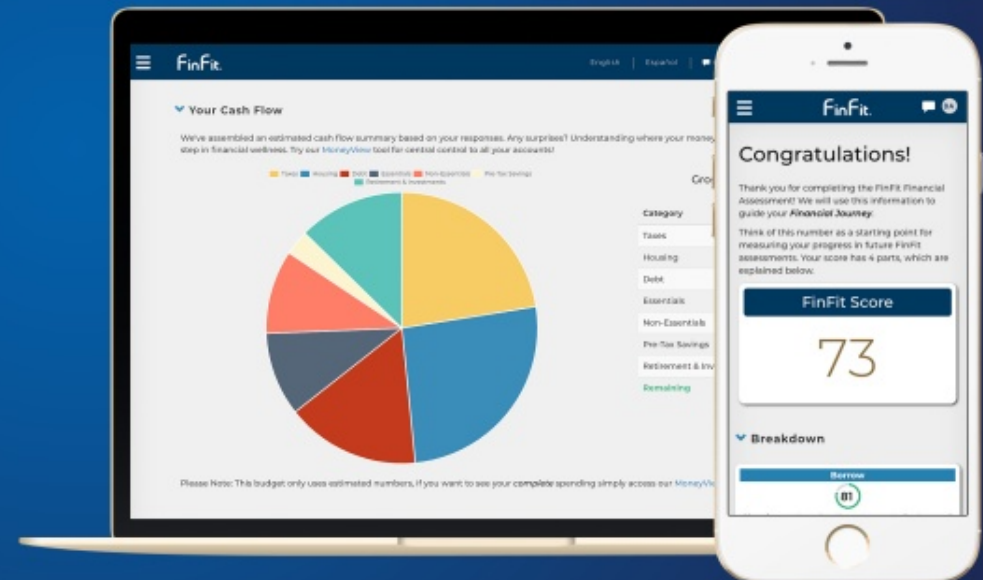 FinFit.
English | Español |
Your Cash Flow
We've assembled an estimated cash flow summary based on your responses. Any surprises? Understanding where your money
step in financial wellness. Try our MoneyView tool for central control to all your accounts!
Taxes Housing Debt Essentials Non-Essentials Pre-Tax Savings
Retirement & Investments
Category
Taxes
Housing
Debt
Essentials
Non-Essentials
Pre-Tax Savings
Retirement & Inv
Remaining
Please Note: This budget only uses estimated numbers, if you want to see your complete spending simply access our MoneyVie
FinFit.
Congratulations!
Thank you for completing the FinFit Financial
Assessment! We will use this information to
guide your Financial Journey.
Think of this number as a starting point for
measuring your progress in future FinFit
assessments. Your score has 4 parts, which are
explained below.
FinFit Score
73
Breakdown
Borrow
81